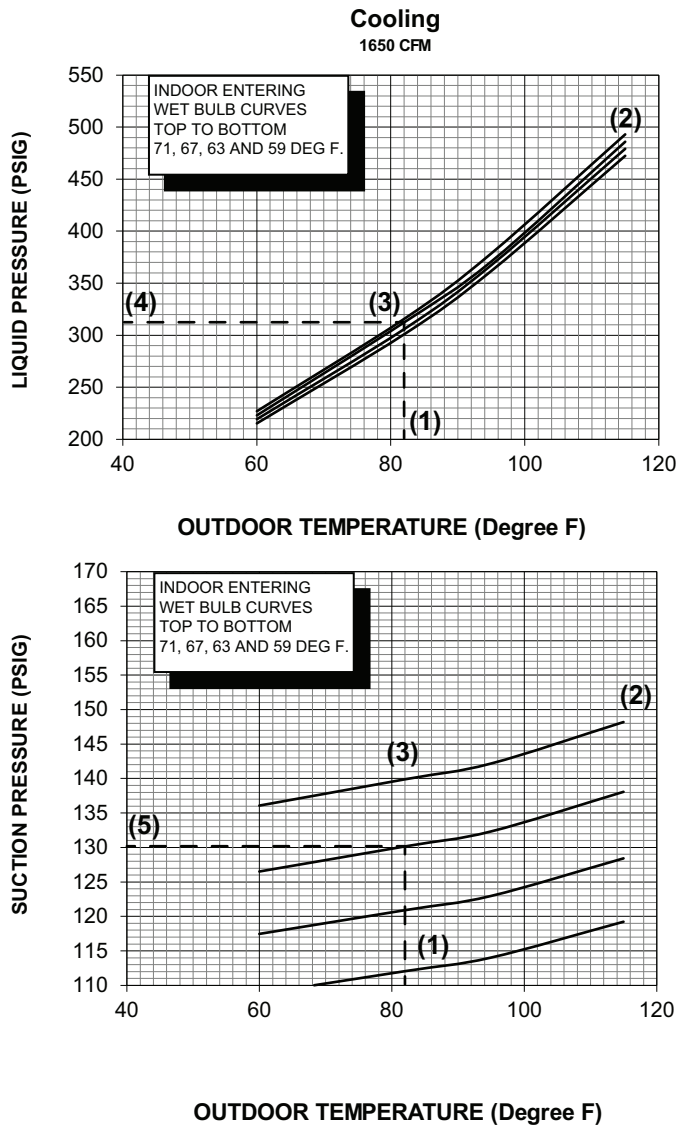 Cooling
1650 CFM
INDOOR ENTERING
WET BULB CURVES
TOP TO BOTTOM
71, 67, 63 AND 59 DEG F.
LIQUID PRESSURE (PSIG)
550
500
450
400
350
300
250
200
(2)
(3)
(4)
(1)
40
60
80
100
120
OUTDOOR TEMPERATURE (Degree F)
INDOOR ENTERING
WET BULB CURVES
TOP TO BOTTOM
71, 67, 63 AND 59 DEG F.
SUCTION PRESSURE (PSIG)
170
165
160
155
150
145
140
135
130
125
120
115
110
(2)
(3)
(5)
(1)
40
60
80
100
120
OUTDOOR TEMPERATURE (Degree F)